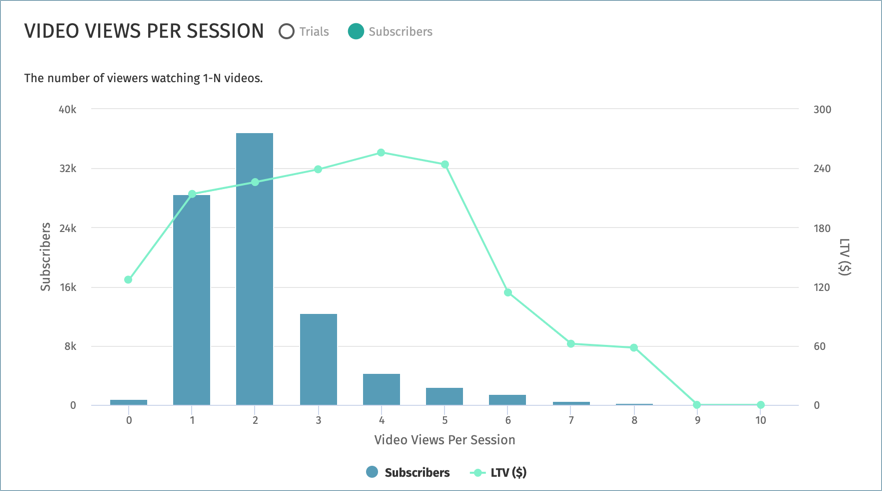 VIDEO VIEWS PER SESSION Trials Subscribers
The number of viewers watching 1-N videos.
40k 300
32k 240
24k 180
16k 120
8k 60
0 0
Subscribers
LTV ($)
0 1 2 3 4 5 6 7 8 9 10
Video Views Per Session
Subscribers LTV ($)